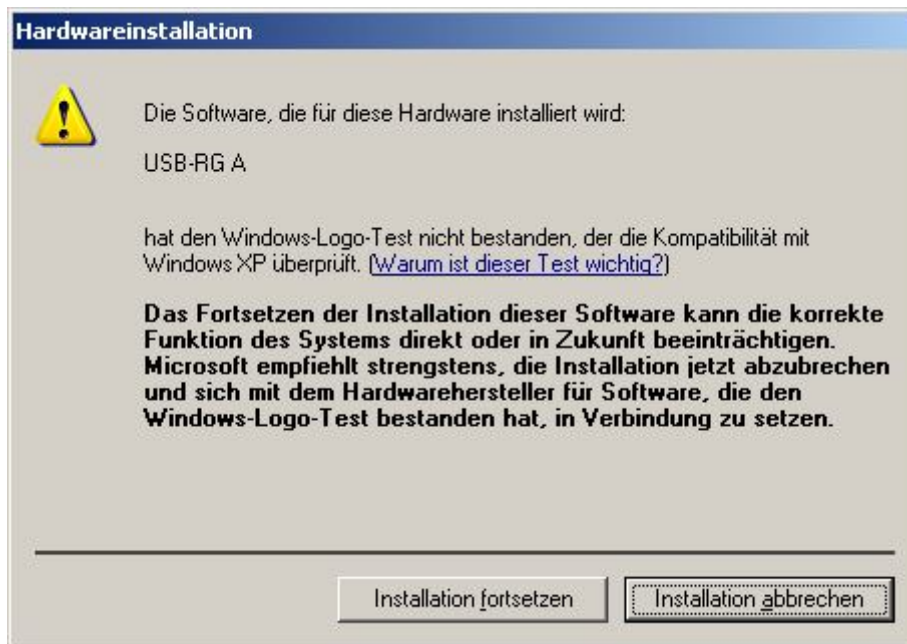 Hardwareinstallation
Die Software, die für diese Hardware installiert wird:
USB-RG A
hat den Windows-Logo-Test nicht bestanden, der die Kompatibilität mit
Windows XP überprüft. (Warum ist dieser Test wichtig?)
Das Fortsetzen der Installation dieser Software kann die korrekte
Funktion des Systems direkt oder in Zukunft beeinträchtigen.
Microsoft empfiehlt strengstens, die Installation jetzt abzubrechen
und sich mit dem Hardwarehersteller für Software, die den
Windows-Logo-Test bestanden hat, in Verbindung zu setzen.
Installation fortsetzen
Installation abbrechen